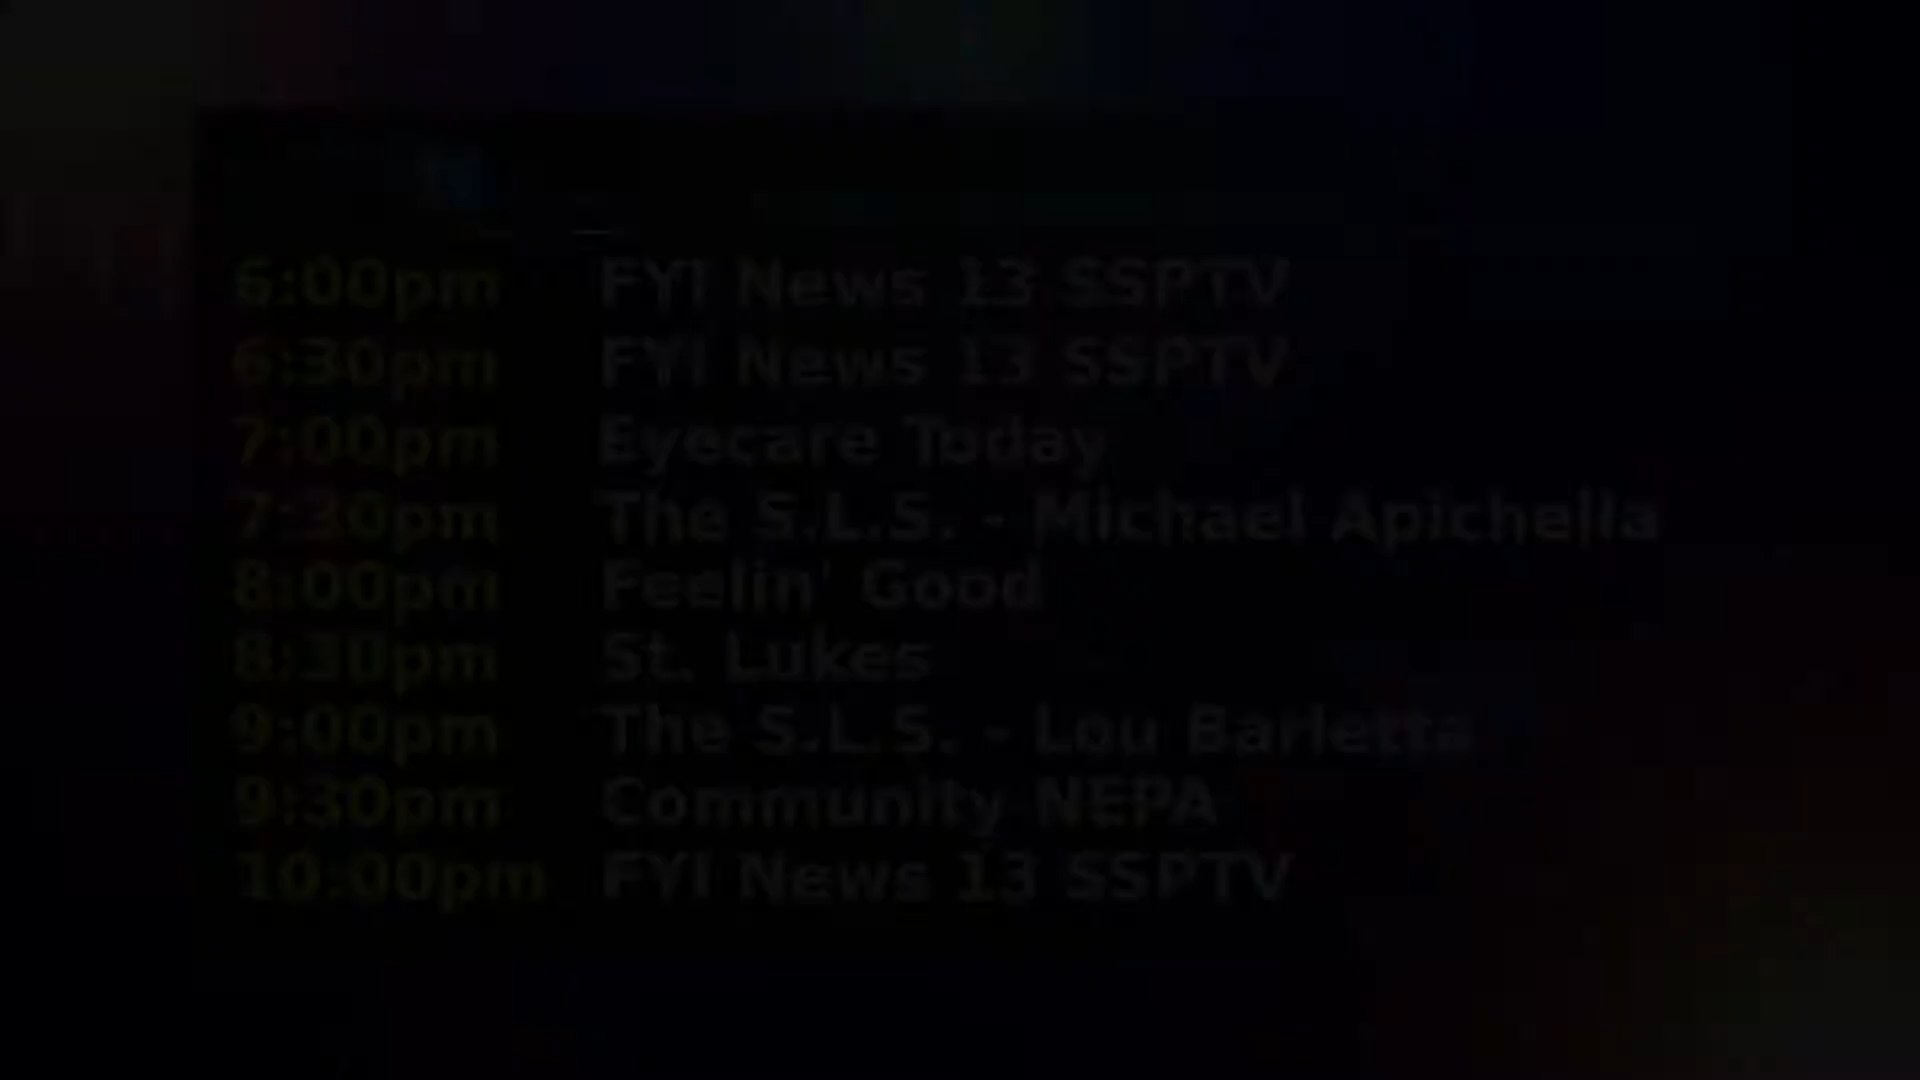 6:00pm FYI News 13 SSPTV
6:30pm FYI News 13 SSPTV
7:00pm Eyecare Today
7:30pm The S.L.S. - Michael Apichella
8:00pm Feelin' Good
8:30pm St. Lukes
9:00pm The S.L.S. - Lou Barletta
9:30pm Community NEPA
10:00pm FYI News 13 SSPTV